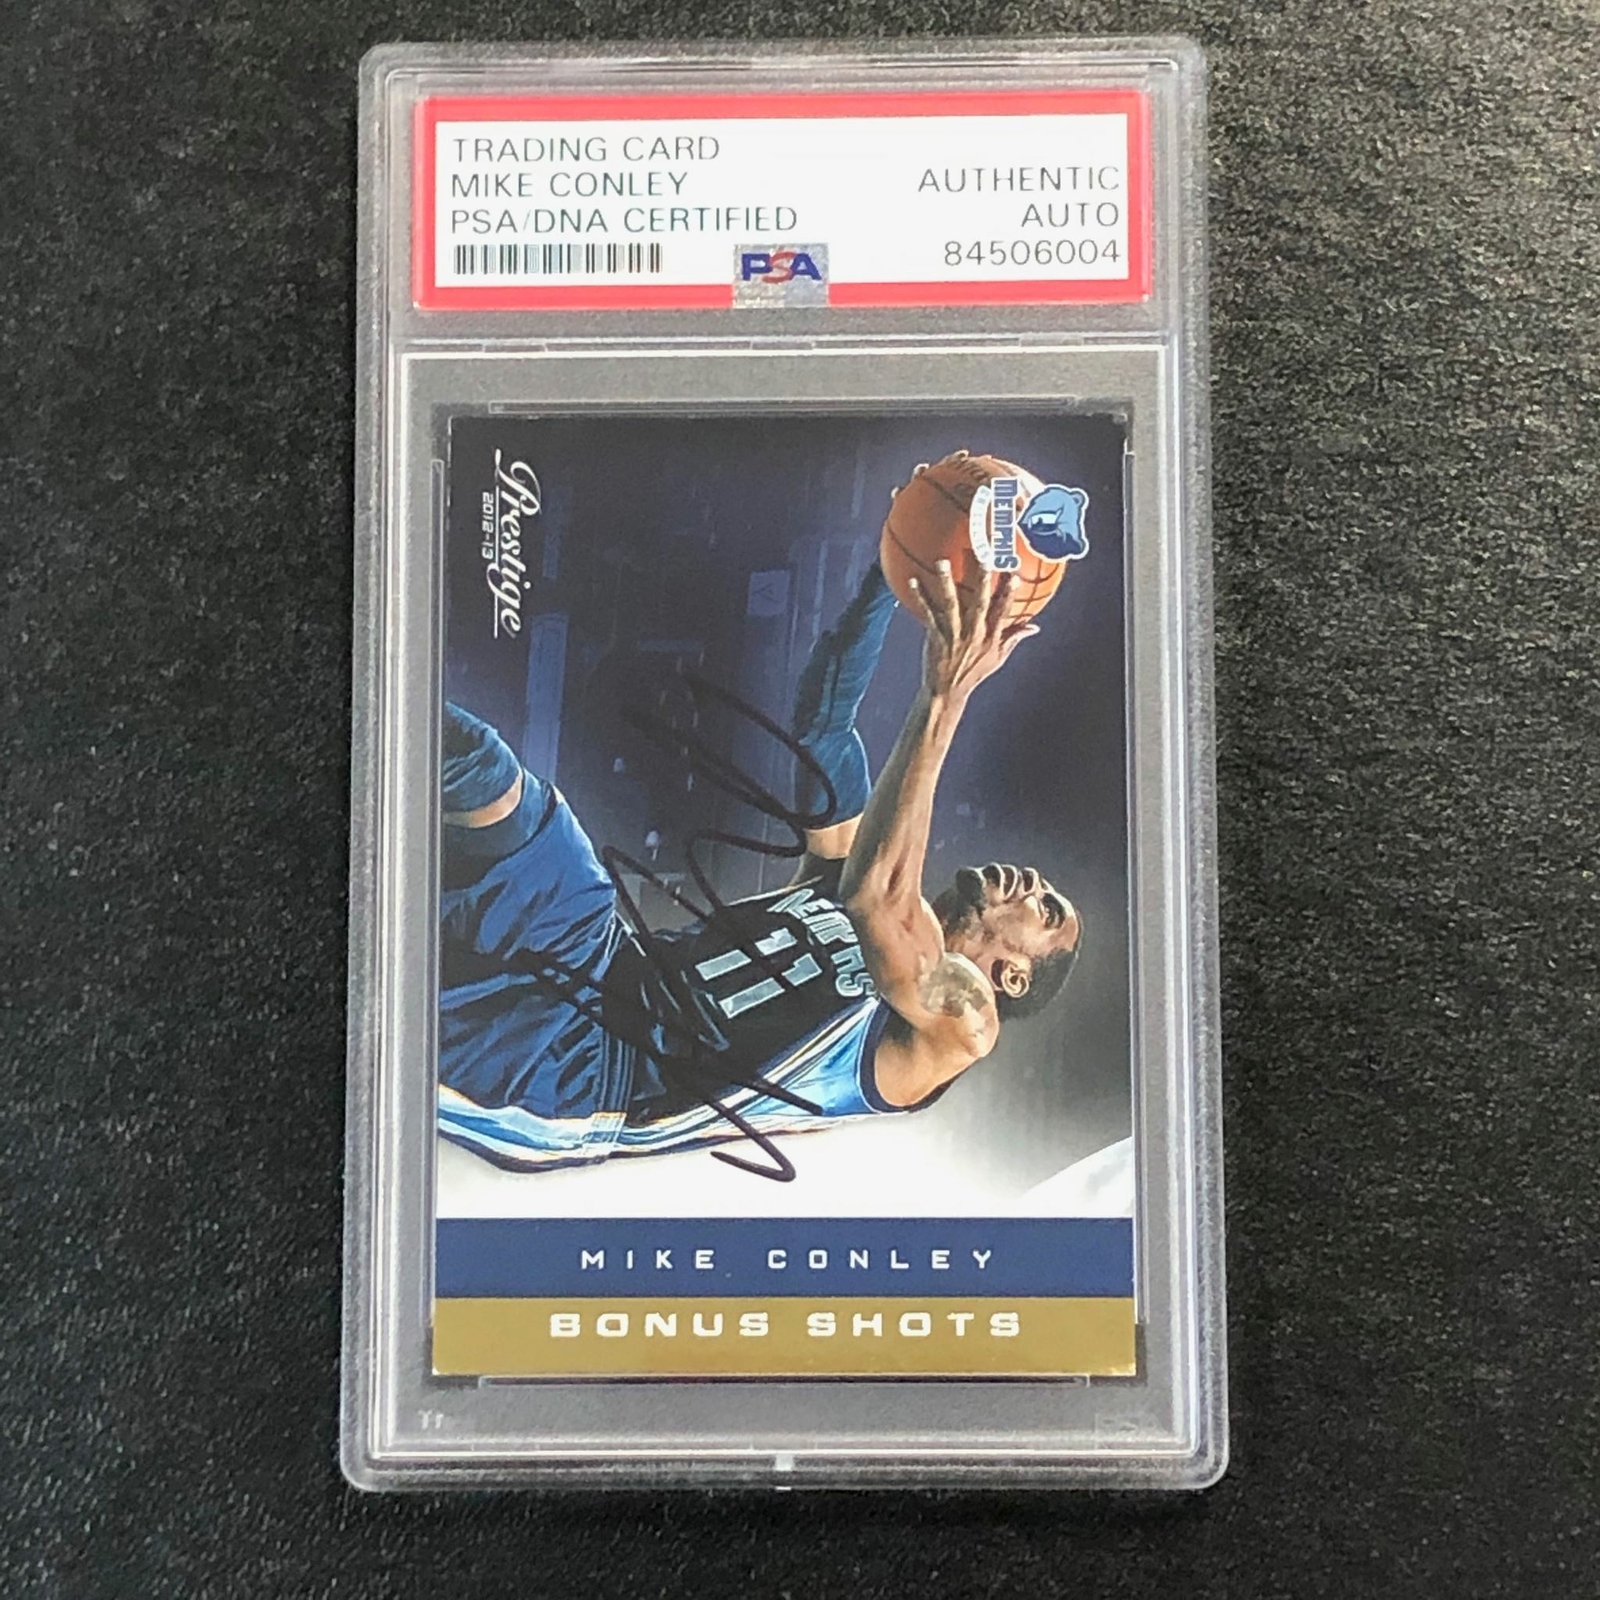 TRADING CARD
MIKE CONLEY
PSA/DNA CERTIFIED
AUTHENTIC
AUTO
84506004
PSA
Prestige
2012-13
MEMPHIS
MEMPHIS
11
MIKE CONLEY
BONUS SHOTS